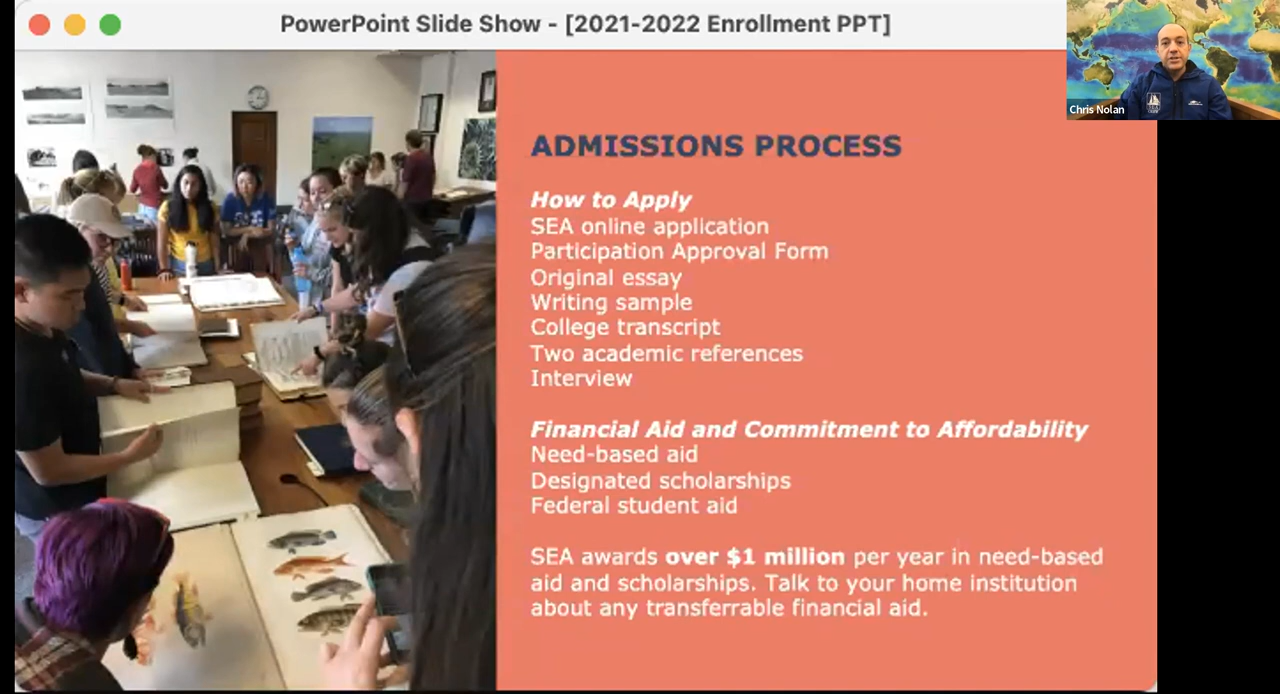 PowerPoint Slide Show - [2021-2022 Enrollment PPT]
Chris Nolan
ADMISSIONS PROCESS
How to Apply
SEA online application
Participation Approval Form
Original essay
Writing sample
College transcript
Two academic references
Interview
Financial Aid and Commitment to Affordability
Need-based aid
Designated scholarships
Federal student aid
SEA awards over $1 million per year in need-based
aid and scholarships. Talk to your home institution
about any transferrable financial aid.